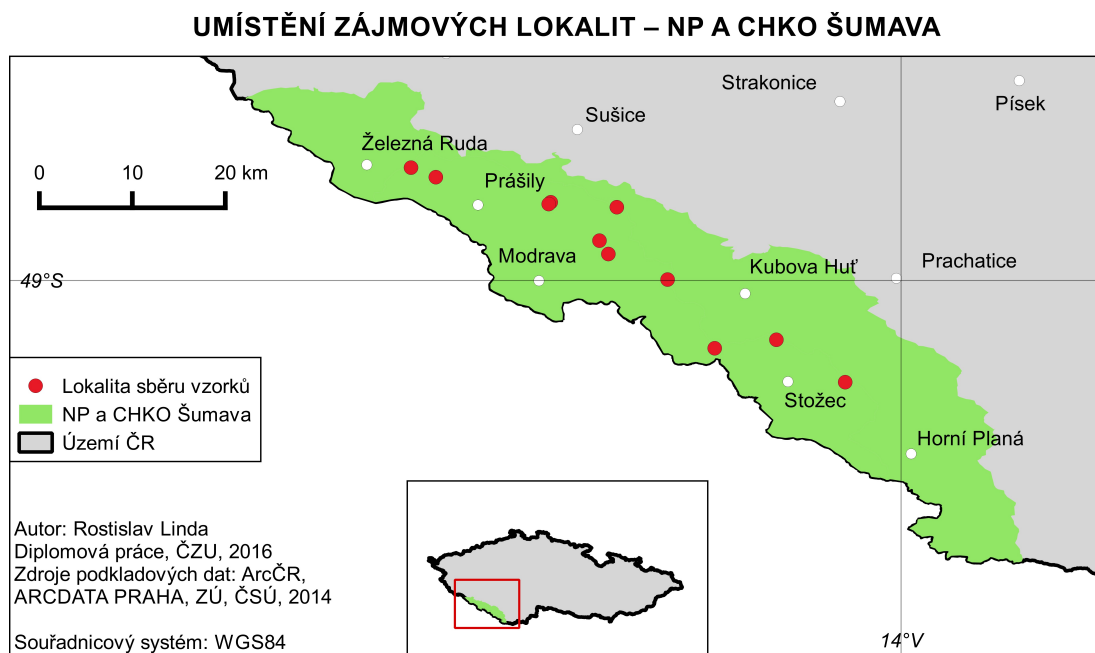 UMÍSTĚNÍ ZÁJMOVÝCH LOKALIT – NP A CHKO ŠUMAVA
Strakonice
Písek
Sušice
Železná Ruda
0 10 20 km
Prášily
Modrava
Kubova Huť
Prachatice
49°S
Lokalita sběru vzorků
NP a CHKO Šumava
Území ČR
Stožec
Horní Planá
Autor: Rostislav Linda
Diplomová práce, ČZU, 2016
Zdroje podkladových dat: ArcČR,
ARCDATA PRAHA, ZÚ, ČSÚ, 2014
Souřadnicový systém: WGS84
14°V